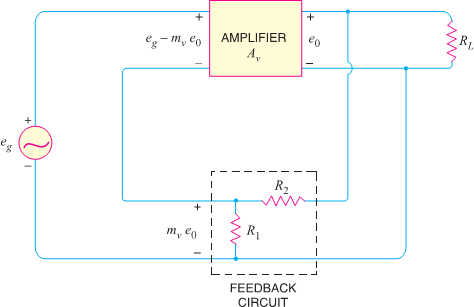 +
+
e_g – m_v e_0
AMPLIFIER
A_v
e_0
R_L
–
–
+
e_g
–
R_2
+
m_v e_0
R_1
–
FEEDBACK
CIRCUIT